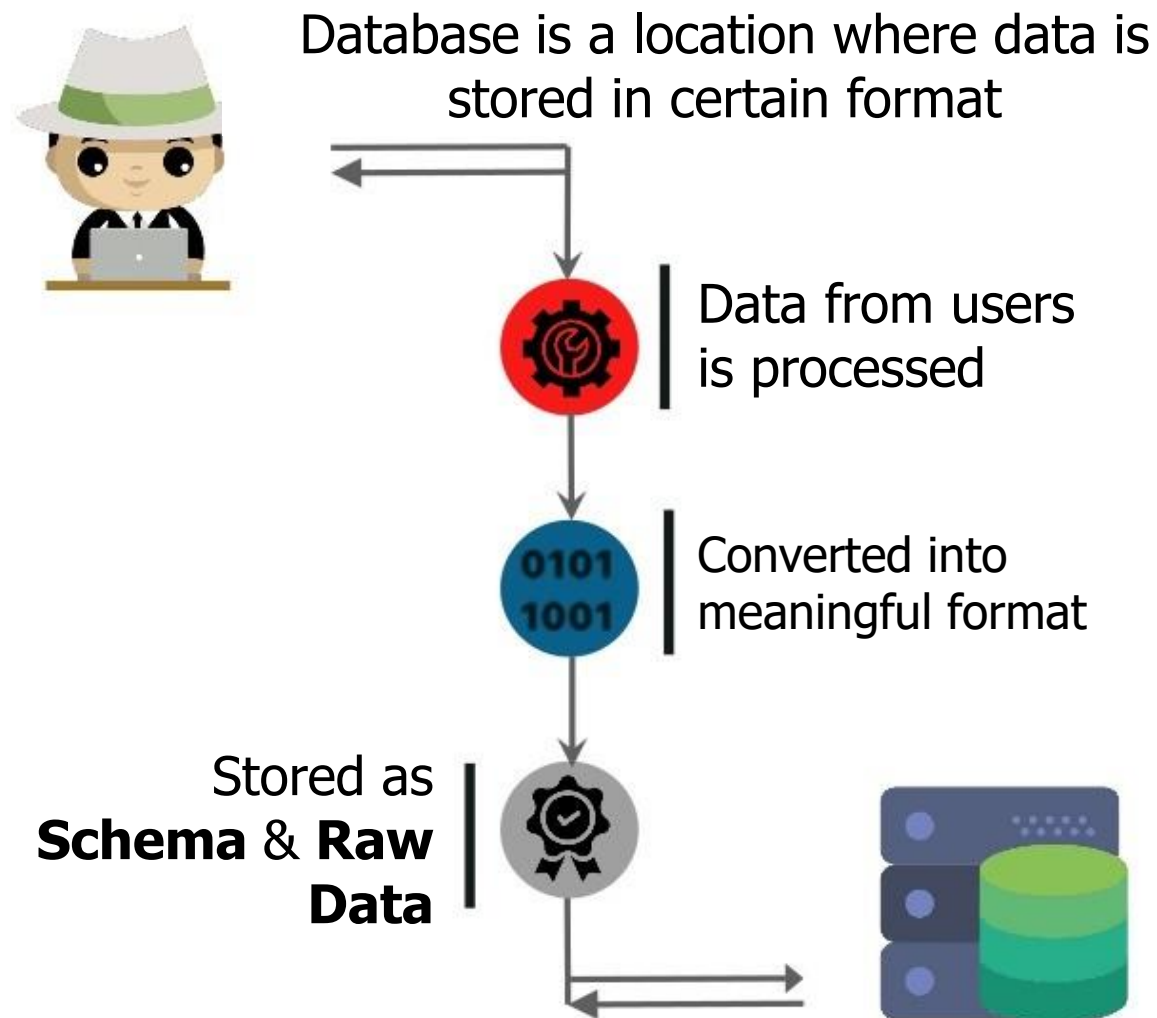 Database is a location where data is
stored in certain format
Data from users
is processed
0101
1001
Converted into
meaningful format
Stored as
Schema & Raw
Data